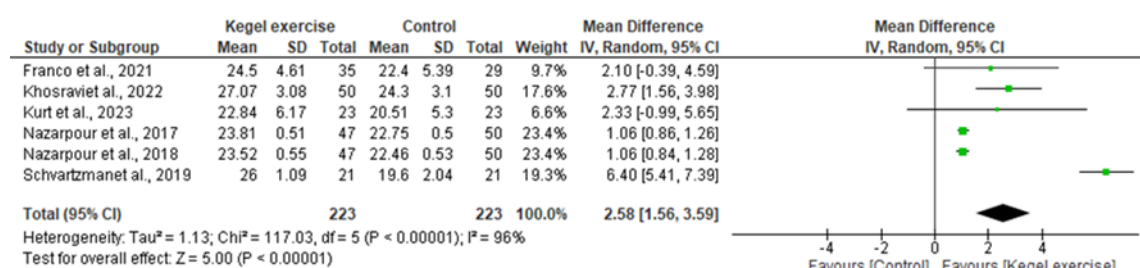 Kegel exercise Control Mean Difference Mean Difference
Study or Subgroup Mean SD Total Mean SD Total Weight IV, Random, 95% CI IV, Random, 95% CI
Franco et al., 2021 24.5 4.61 35 22.4 5.39 29 9.7% 2.10 [-0.39, 4.59]
Khosraviet al., 2022 27.07 3.08 50 24.3 3.1 50 17.6% 2.77 [1.56, 3.98]
Kurt et al., 2023 22.84 6.17 23 20.51 5.3 23 6.6% 2.33 [-0.99, 5.65]
Nazarpour et al., 2017 23.81 0.51 47 22.75 0.5 50 23.4% 1.06 [0.86, 1.26]
Nazarpour et al., 2018 23.52 0.55 47 22.46 0.53 50 23.4% 1.06 [0.84, 1.28]
Schvartzmanet al., 2019 26 1.09 21 19.6 2.04 21 19.3% 6.40 [5.41, 7.39]
Total (95% CI) 223 223 100.0% 2.58 [1.56, 3.59]
Heterogeneity: Tau² = 1.13; Chi² = 117.03, df = 5 (P < 0.00001); I² = 96%
Test for overall effect: Z = 5.00 (P < 0.00001)
-4 -2 0 2 4
Favours [Control] Favours [Kegel exercise]